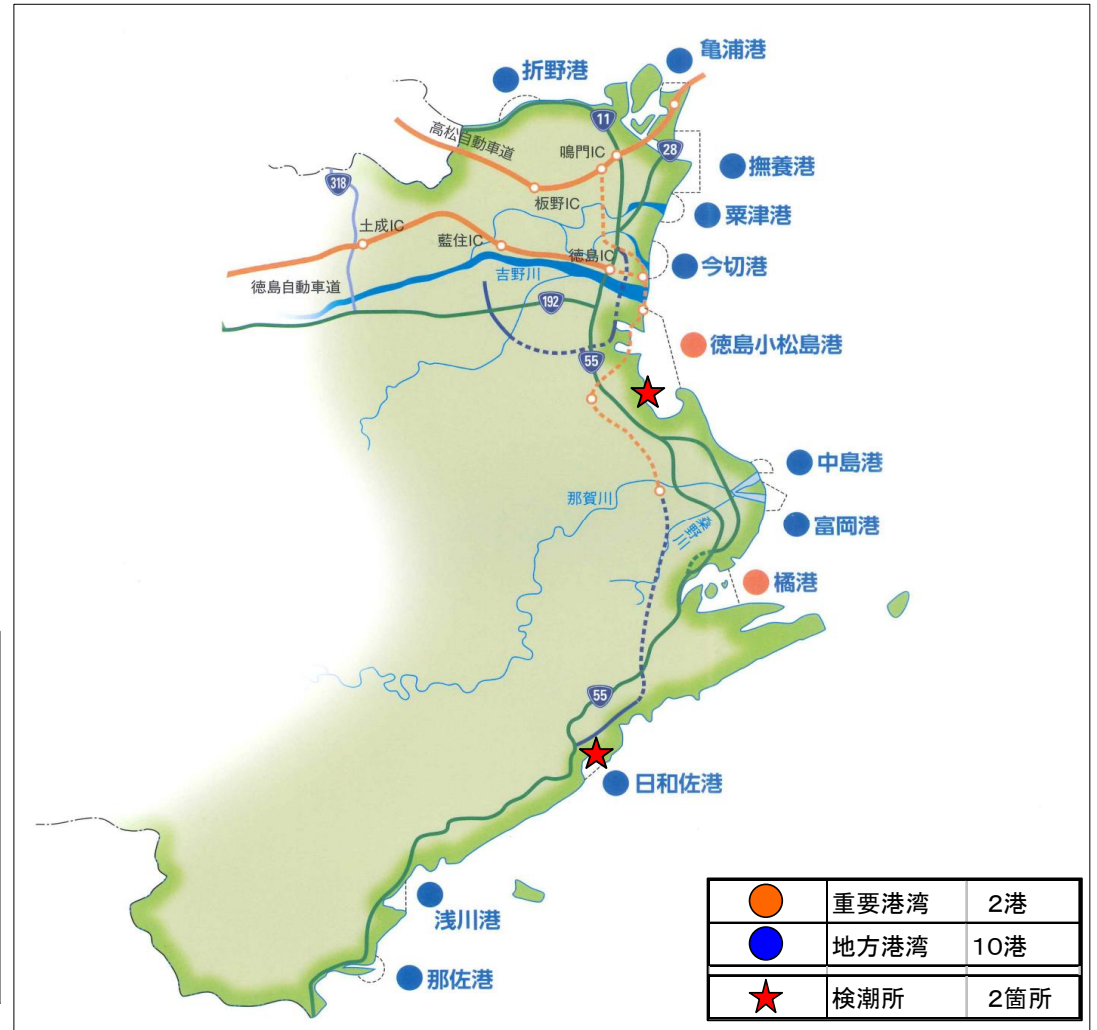 亀浦港
折野港
11
高松自動車道
鳴門IC
28
撫養港
318
板野IC
粟津港
土成IC
藍住IC
徳島IC
今切港
吉野川
徳島自動車道
192
徳島小松島港
55
中島港
那賀川
富岡港
桑野川
橘港
55
日和佐港
浅川港
那佐港
重要港湾 2港
地方港湾 10港
検潮所 2箇所